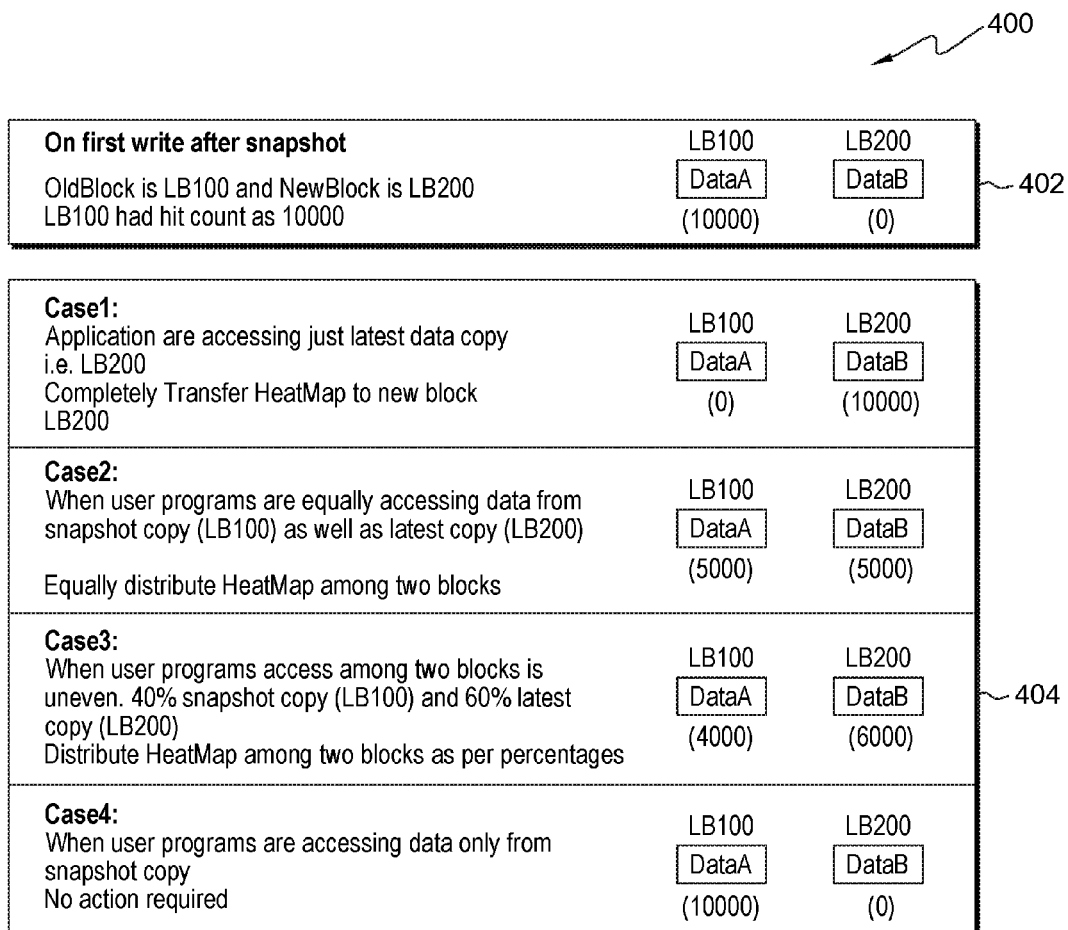 400
On first write after snapshot
OldBlock is LB100 and NewBlock is LB200
LB100 had hit count as 10000
LB100 LB200
DataA DataB
(10000) (0)
402
Case1:
Application are accessing just latest data copy
i.e. LB200
Completely Transfer HeatMap to new block
LB200
LB100 LB200
DataA DataB
(0) (10000)
Case2:
When user programs are equally accessing data from
snapshot copy (LB100) as well as latest copy (LB200)
Equally distribute HeatMap among two blocks
LB100 LB200
DataA DataB
(5000) (5000)
Case3:
When user programs access among two blocks is
uneven. 40% snapshot copy (LB100) and 60% latest
copy (LB200)
Distribute HeatMap among two blocks as per percentages
LB100 LB200
DataA DataB
(4000) (6000)
404
Case4:
When user programs are accessing data only from
snapshot copy
No action required
LB100 LB200
DataA DataB
(10000) (0)